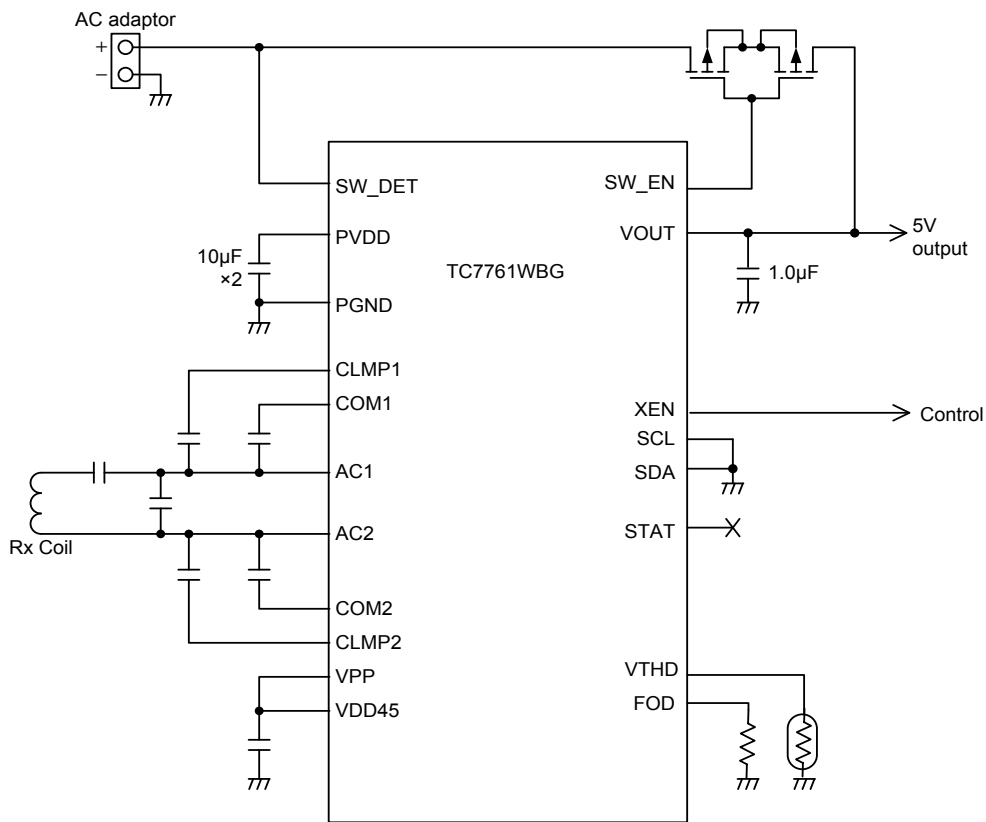 AC adaptor
+
−
SW_DET
SW_EN
PVDD
VOUT
5V
output
10µF
×2
TC7761WBG
1.0µF
PGND
CLMP1
COM1
XEN
Control
SCL
AC1
SDA
AC2
STAT
Rx Coil
COM2
CLMP2
VPP
VTHD
VDD45
FOD